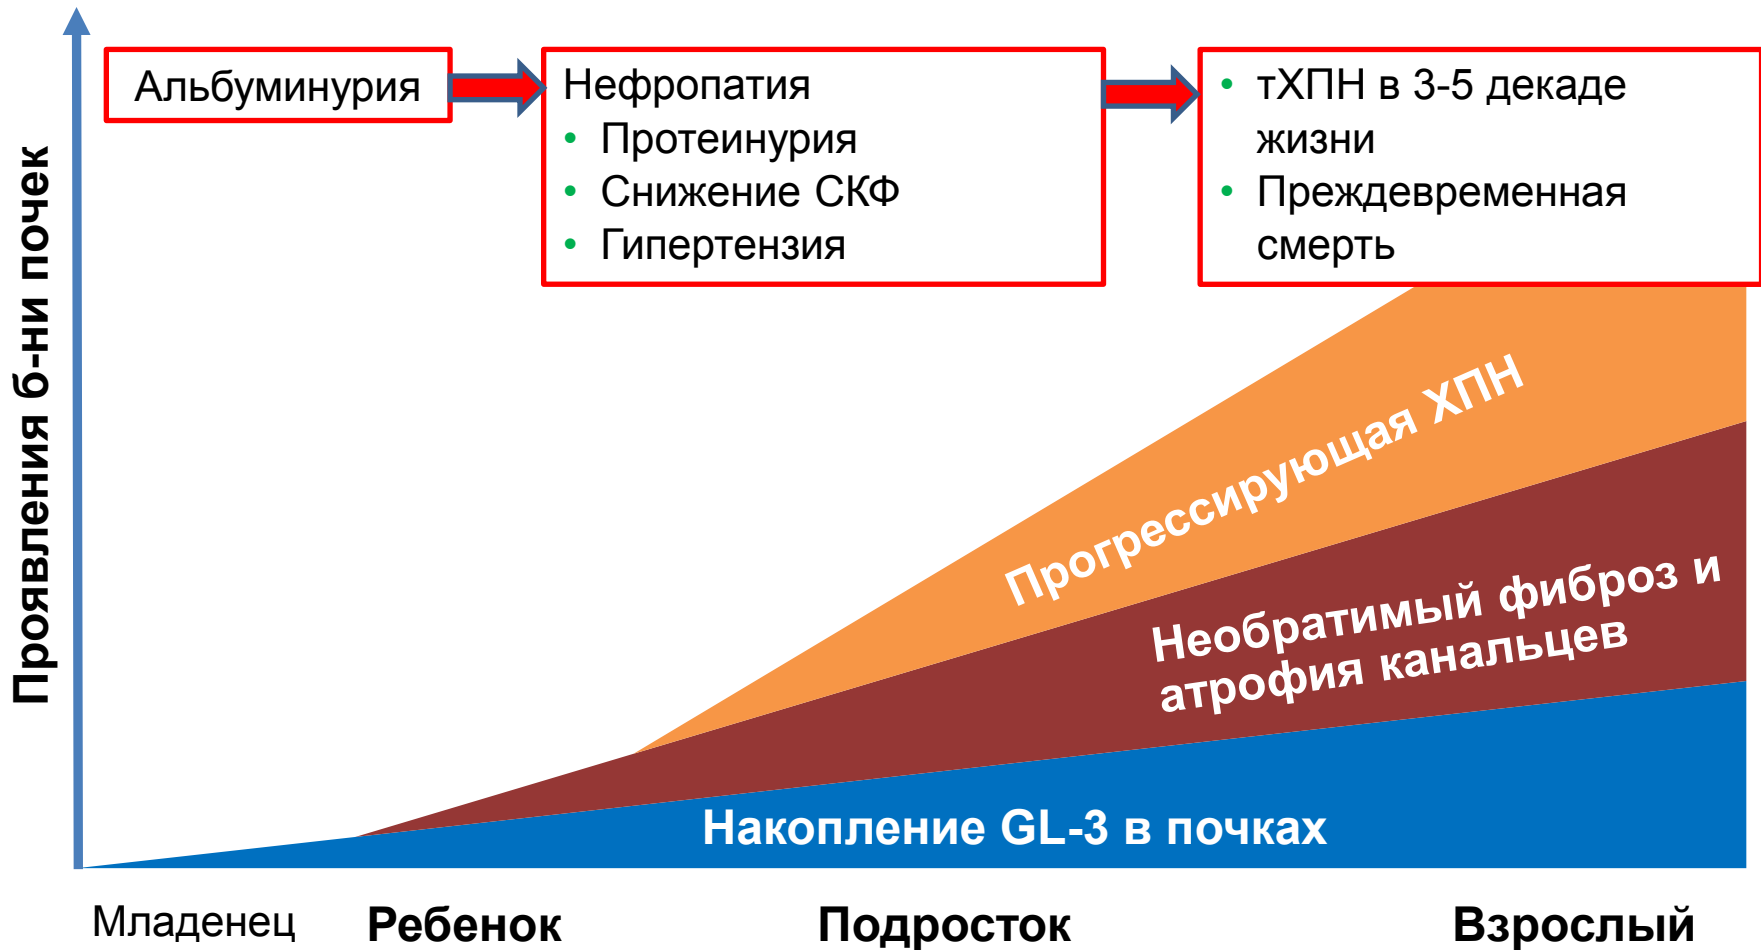 Проявления б-ни почек
Альбуминурия
Нефропатия
• Протеинурия
• Снижение СКФ
• Гипертензия
• тХПН в 3-5 декаде
жизни
• Преждевременная
смерть
Прогрессирующая ХПН
Необратимый фиброз и
атрофия канальцев
Накопление GL-3 в почках
Младенец
Ребенок
Подросток
Взрослый